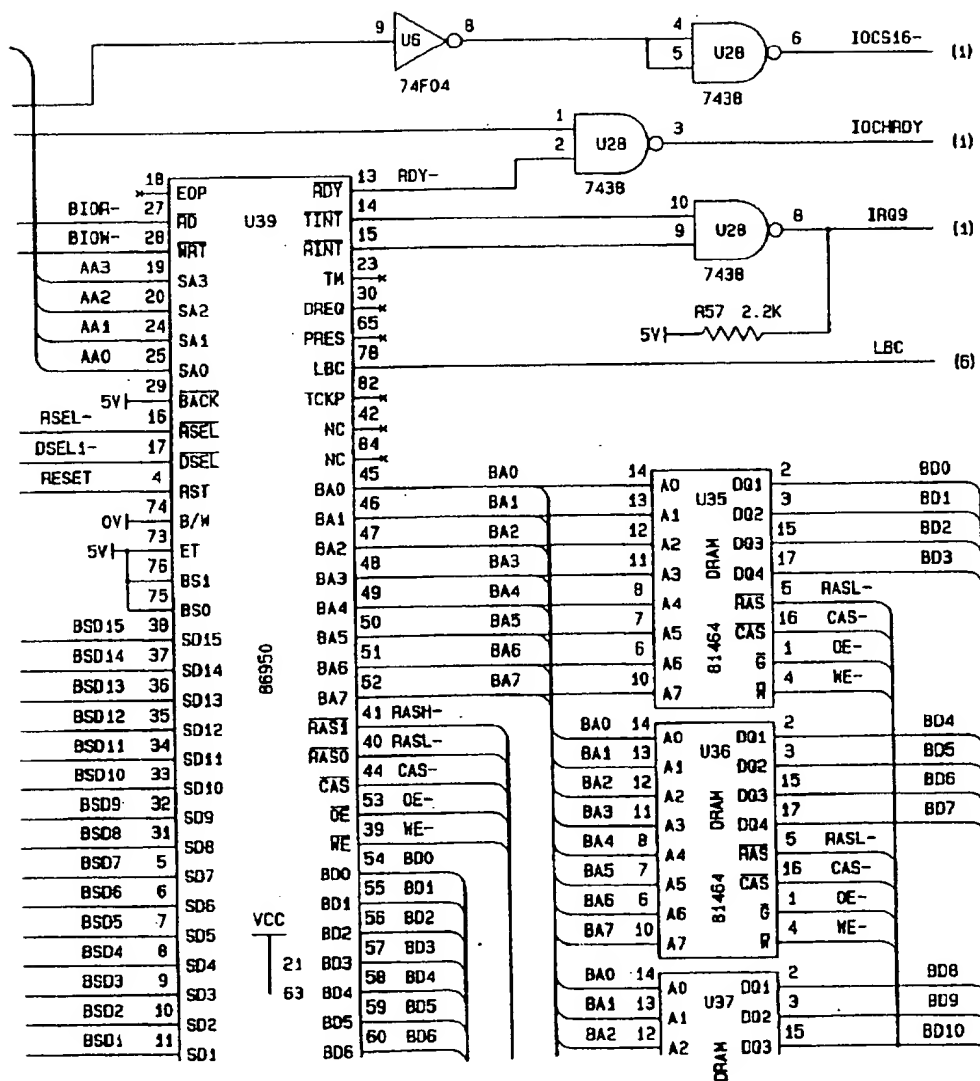 9 U6 8 4 5 U28 6 IOCS16- (1)
74F04 7438
1 2 U28 3 IOCHRDY (1)
7438
18 EOP U39 RDY 13 RDY-
BIOR- 27 RD TINT 14 10 U28 8 IRQ9 (1)
BIOW- 28 WRT RINT 15 9
7438
AA3 19 SA3 TM 23
AA2 20 SA2 DREQ 30 R57 2.2K
AA1 24 SA1 PRES 65 5V
AA0 25 SA0 LBC 78 LBC (6)
5V 29 BACK TCKP 82
RSEL- 16 RSEL NC 42
DSEL1- 17 DSEL NC 84
RESET 4 RST BA0 45 BA0 14 A0 U35 DQ1 2 BD0
0V 74 B/W BA1 46 BA1 13 A1 DQ2 3 BD1
5V 73 ET BA2 47 BA2 12 A2 DQ3 15 BD2
76 BS1 BA3 48 BA3 11 A3 DQ4 17 BD3
75 BS0 BA4 49 BA4 8 A4 RAS 5 RASL-
BSD15 38 SD15 BA5 50 BA5 7 A5 CAS 16 CAS-
BSD14 37 SD14 BA6 51 BA6 6 A6 G 1 OE-
BSD13 36 SD13 BA7 52 BA7 10 A7 W 4 WE-
DRAM 81464
86950
BSD12 35 SD12 RAS1 41 RASH-
BSD11 34 SD11 RAS0 40 RASL-
BSD10 33 SD10 CAS 44 CAS-
BSD9 32 SD9 OE 53 OE-
BSD8 31 SD8 WE 39 WE-
BSD7 5 SD7 BD0 54 BD0
BSD6 6 SD6 BD1 55 BD1
BSD5 7 SD5 VCC BD2 56 BD2
BSD4 8 SD4 21 BD3 57 BD3
BSD3 9 SD3 63 BD4 58 BD4
BSD2 10 SD2 BD5 59 BD5
BSD1 11 SD1 BD6 60 BD6
BA0 14 A0 U36 DQ1 2 BD4
BA1 13 A1 DQ2 3 BD5
BA2 12 A2 DQ3 15 BD6
BA3 11 A3 DQ4 17 BD7
BA4 8 A4 RAS 5 RASL-
BA5 7 A5 CAS 16 CAS-
BA6 6 A6 G 1 OE-
BA7 10 A7 W 4 WE-
DRAM 81464
BA0 14 A0 U37 DQ1 2 BD8
BA1 13 A1 DQ2 3 BD9
BA2 12 A2 DQ3 15 BD10
DRAM